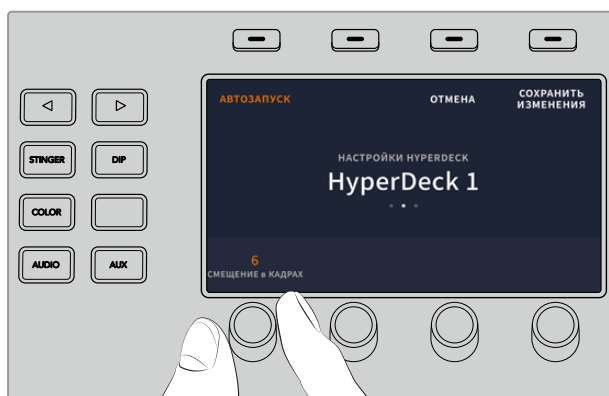 АВТОЗАПУСК
ОТМЕНА
СОХРАНИТЬ
ИЗМЕНЕНИЯ
STINGER
DIP
НАСТРОЙКИ HYPERDECK
HyperDeck 1
COLOR
AUDIO
AUX
6
СМЕЩЕНИЕ в КАДРАХ